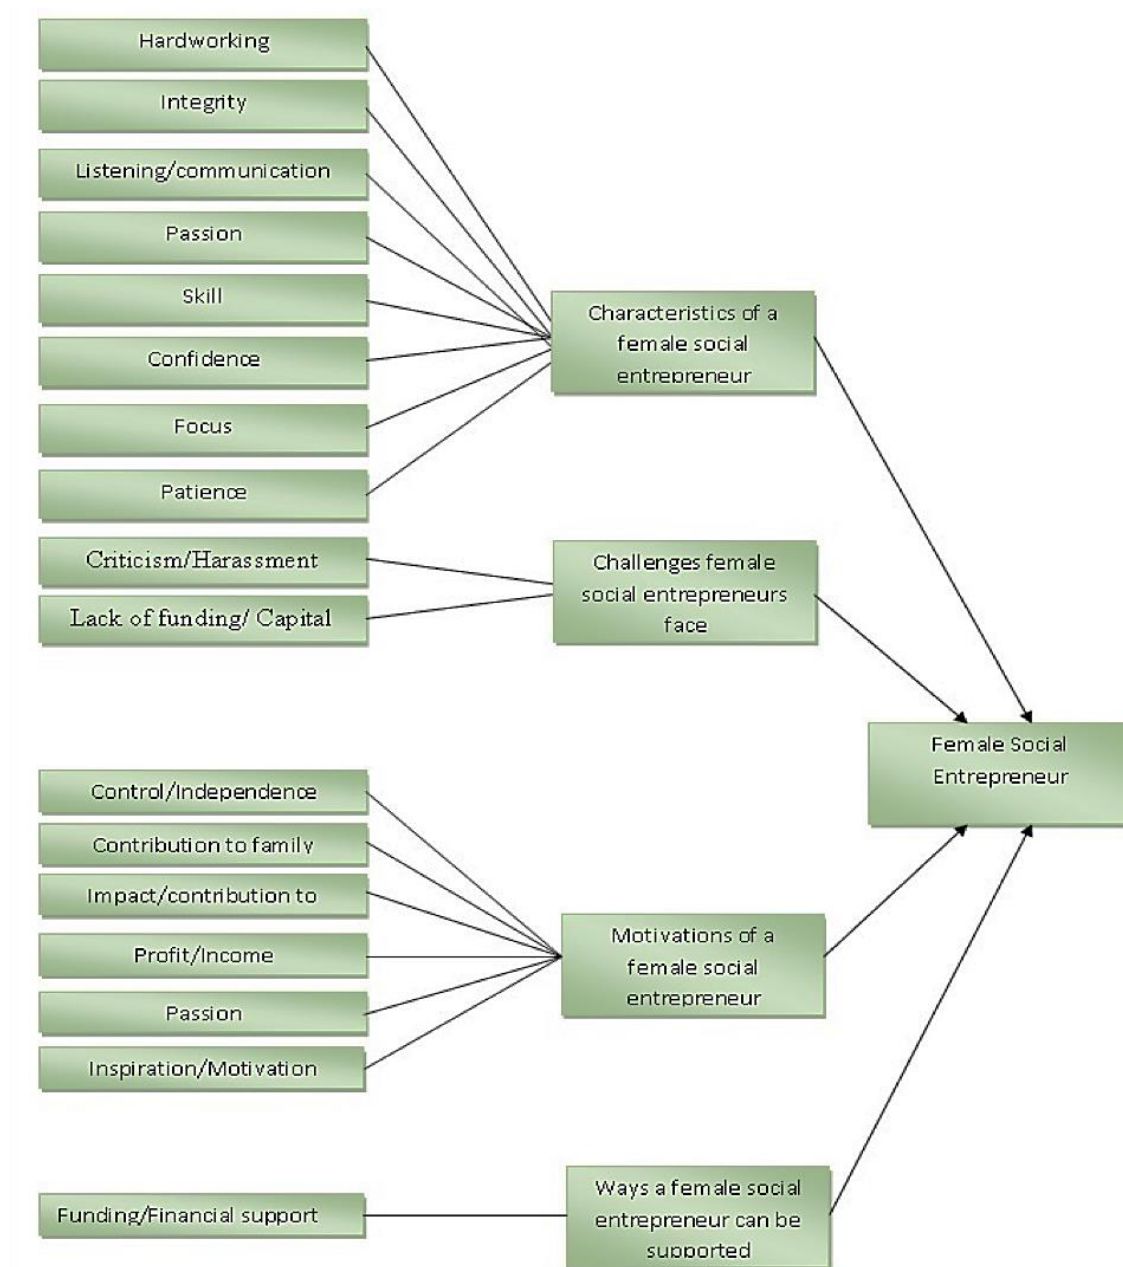 Hardworking
Integrity
Listening/communication
Passion
Skill
Confidence
Focus
Patience
Criticism/Harassment
Lack of funding/ Capital
Control/Independence
Contribution to family
Impact/contribution to
Profit/Income
Passion
Inspiration/Motivation
Funding/Financial support
Characteristics of a
female social
entrepreneur
Challenges female
social entrepreneurs
face
Motivations of a
female social
entrepreneur
Ways a female social
entrepreneur can be
supported
Female Social
Entrepreneur